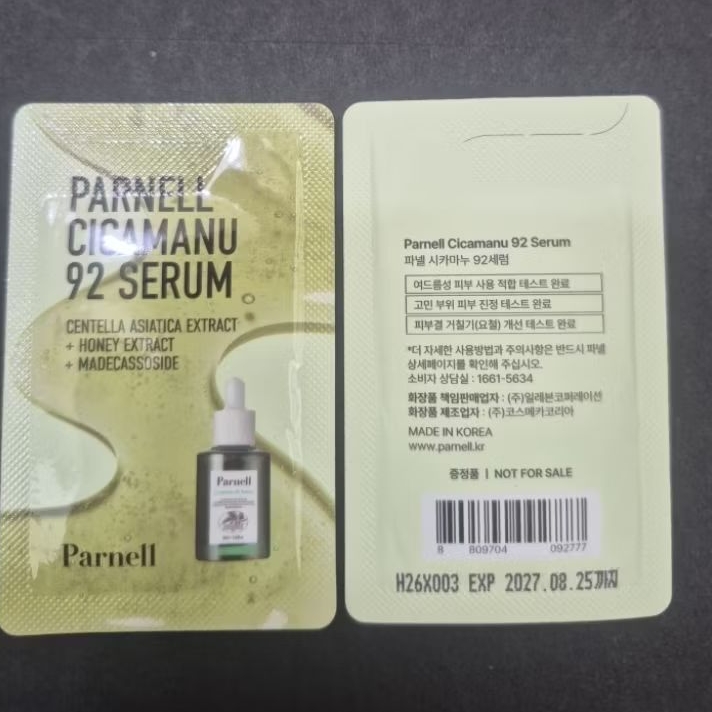 PARNELL
CICAMANU
92 SERUM
CENTELLA ASIATICA EXTRACT
+ HONEY EXTRACT
+ MADECASSOSIDE
Parnell
Parnell
Parnell Cicamanu 92 Serum
파넬 시카마누 92세럼
여드름성 피부 사용 적합 테스트 완료
고민 부위 피부 진정 테스트 완료
피부결 거칠기(요철) 개선 테스트 완료
*더 자세한 사용방법과 주의사항은 반드시 파넬
상세페이지를 확인해 주십시오.
소비자 상담실 : 1661-5634
화장품 책임판매업자 : (주)일레븐코퍼레이션
화장품 제조업자 : (주)코스메카코리아
MADE IN KOREA
www.parnell.kr
증정품 | NOT FOR SALE
8 809704 092777
H26X003 EXP 2027.08.25까지